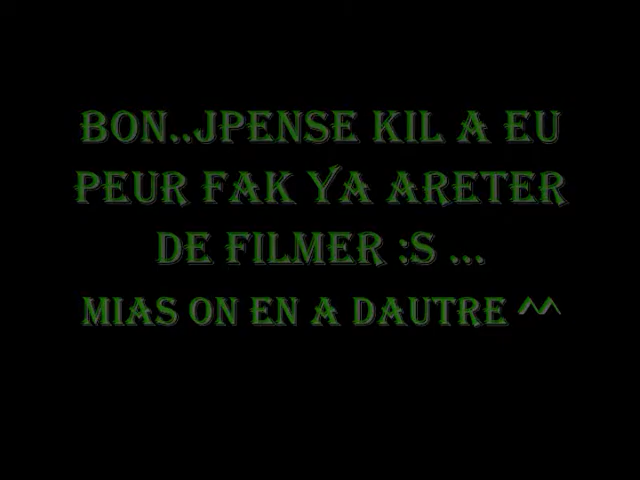 BON..JPENSE KIL A EU
PEUR FAK YA ARETER
DE FILMER :S ...
MIAS ON EN A DAUTRE ^^